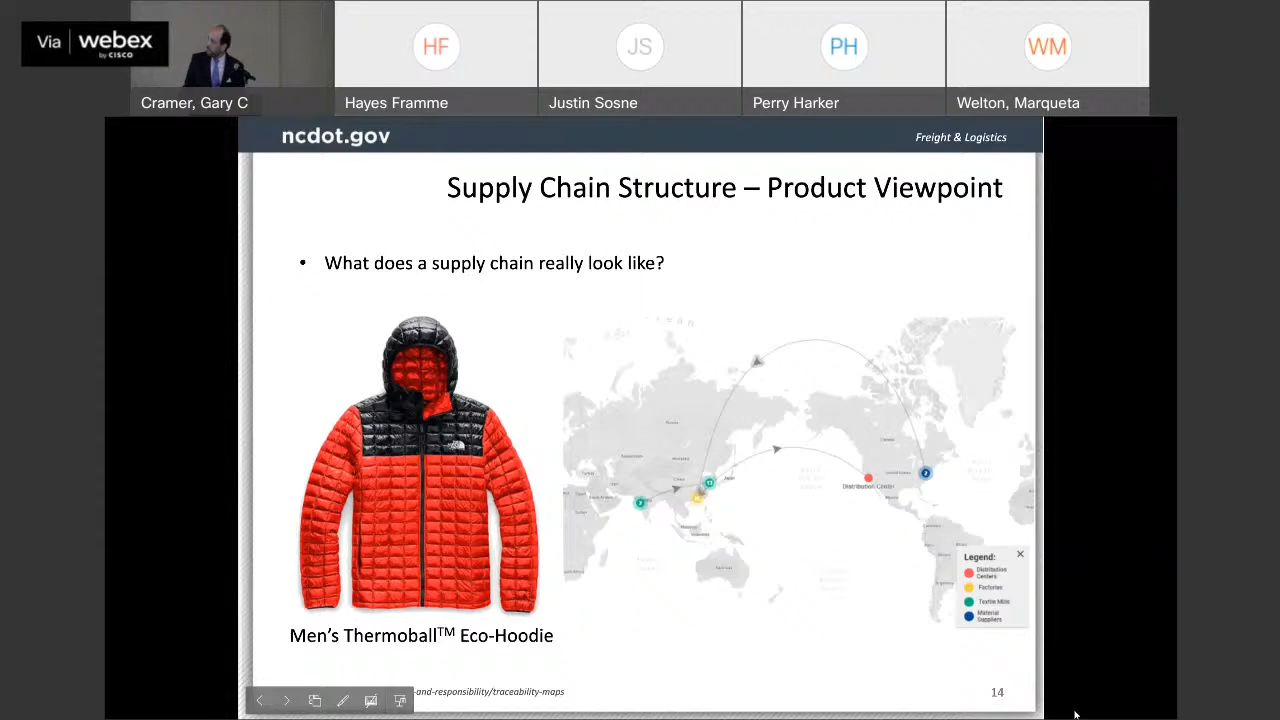 Via webex
by CISCO
Cramer, Gary C
HF
Hayes Framme
JS
Justin Sosne
PH
Perry Harker
WM
Welton, Marqueta
ncdot.gov
Freight & Logistics
Supply Chain Structure – Product Viewpoint
• What does a supply chain really look like?
Distribution Center
Legend:
Distribution
Centers
Factories
Textile Mills
Material
Suppliers
Men's Thermoball™ Eco-Hoodie
-and-responsibility/traceability-maps
14